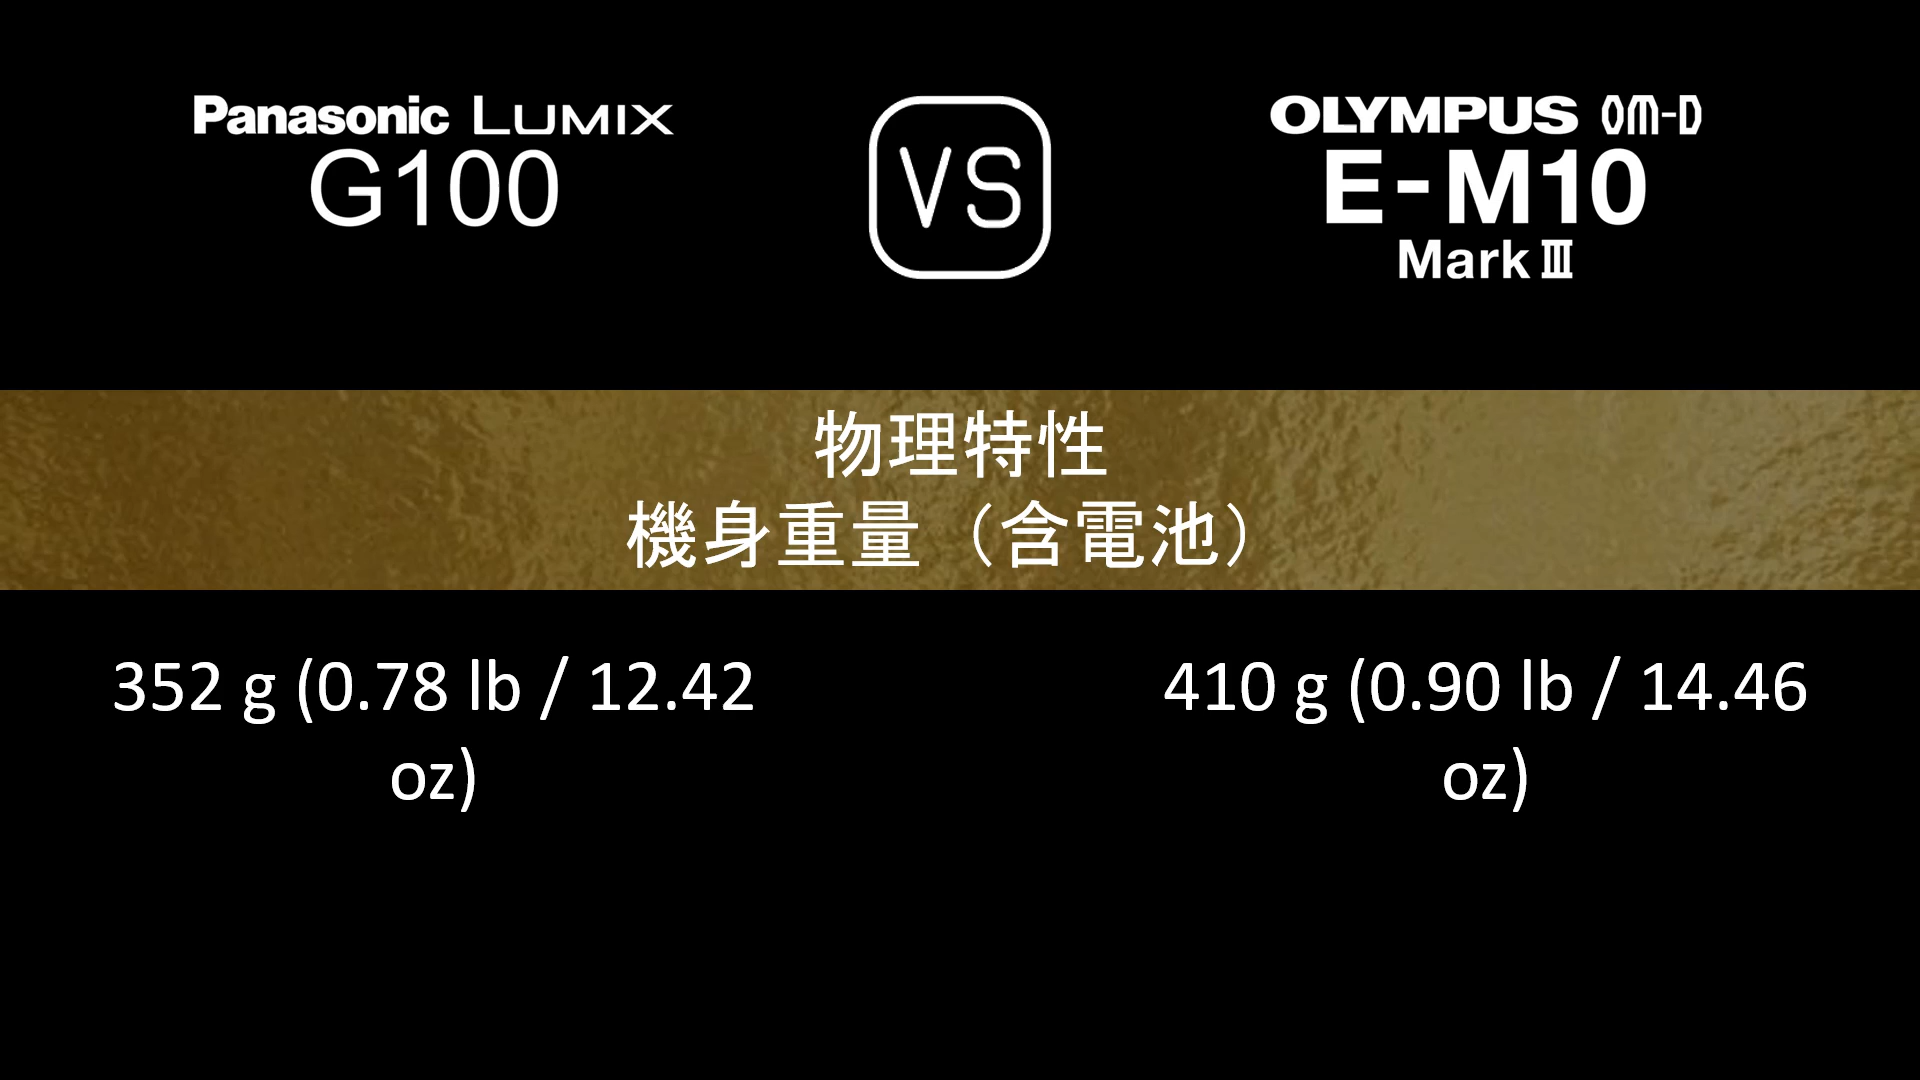 Panasonic LUMIX
G100
VS
OLYMPUS OM-D
E-M10
Mark III
物理特性
機身重量（含電池）
352 g (0.78 lb / 12.42
oz)
410 g (0.90 lb / 14.46
oz)